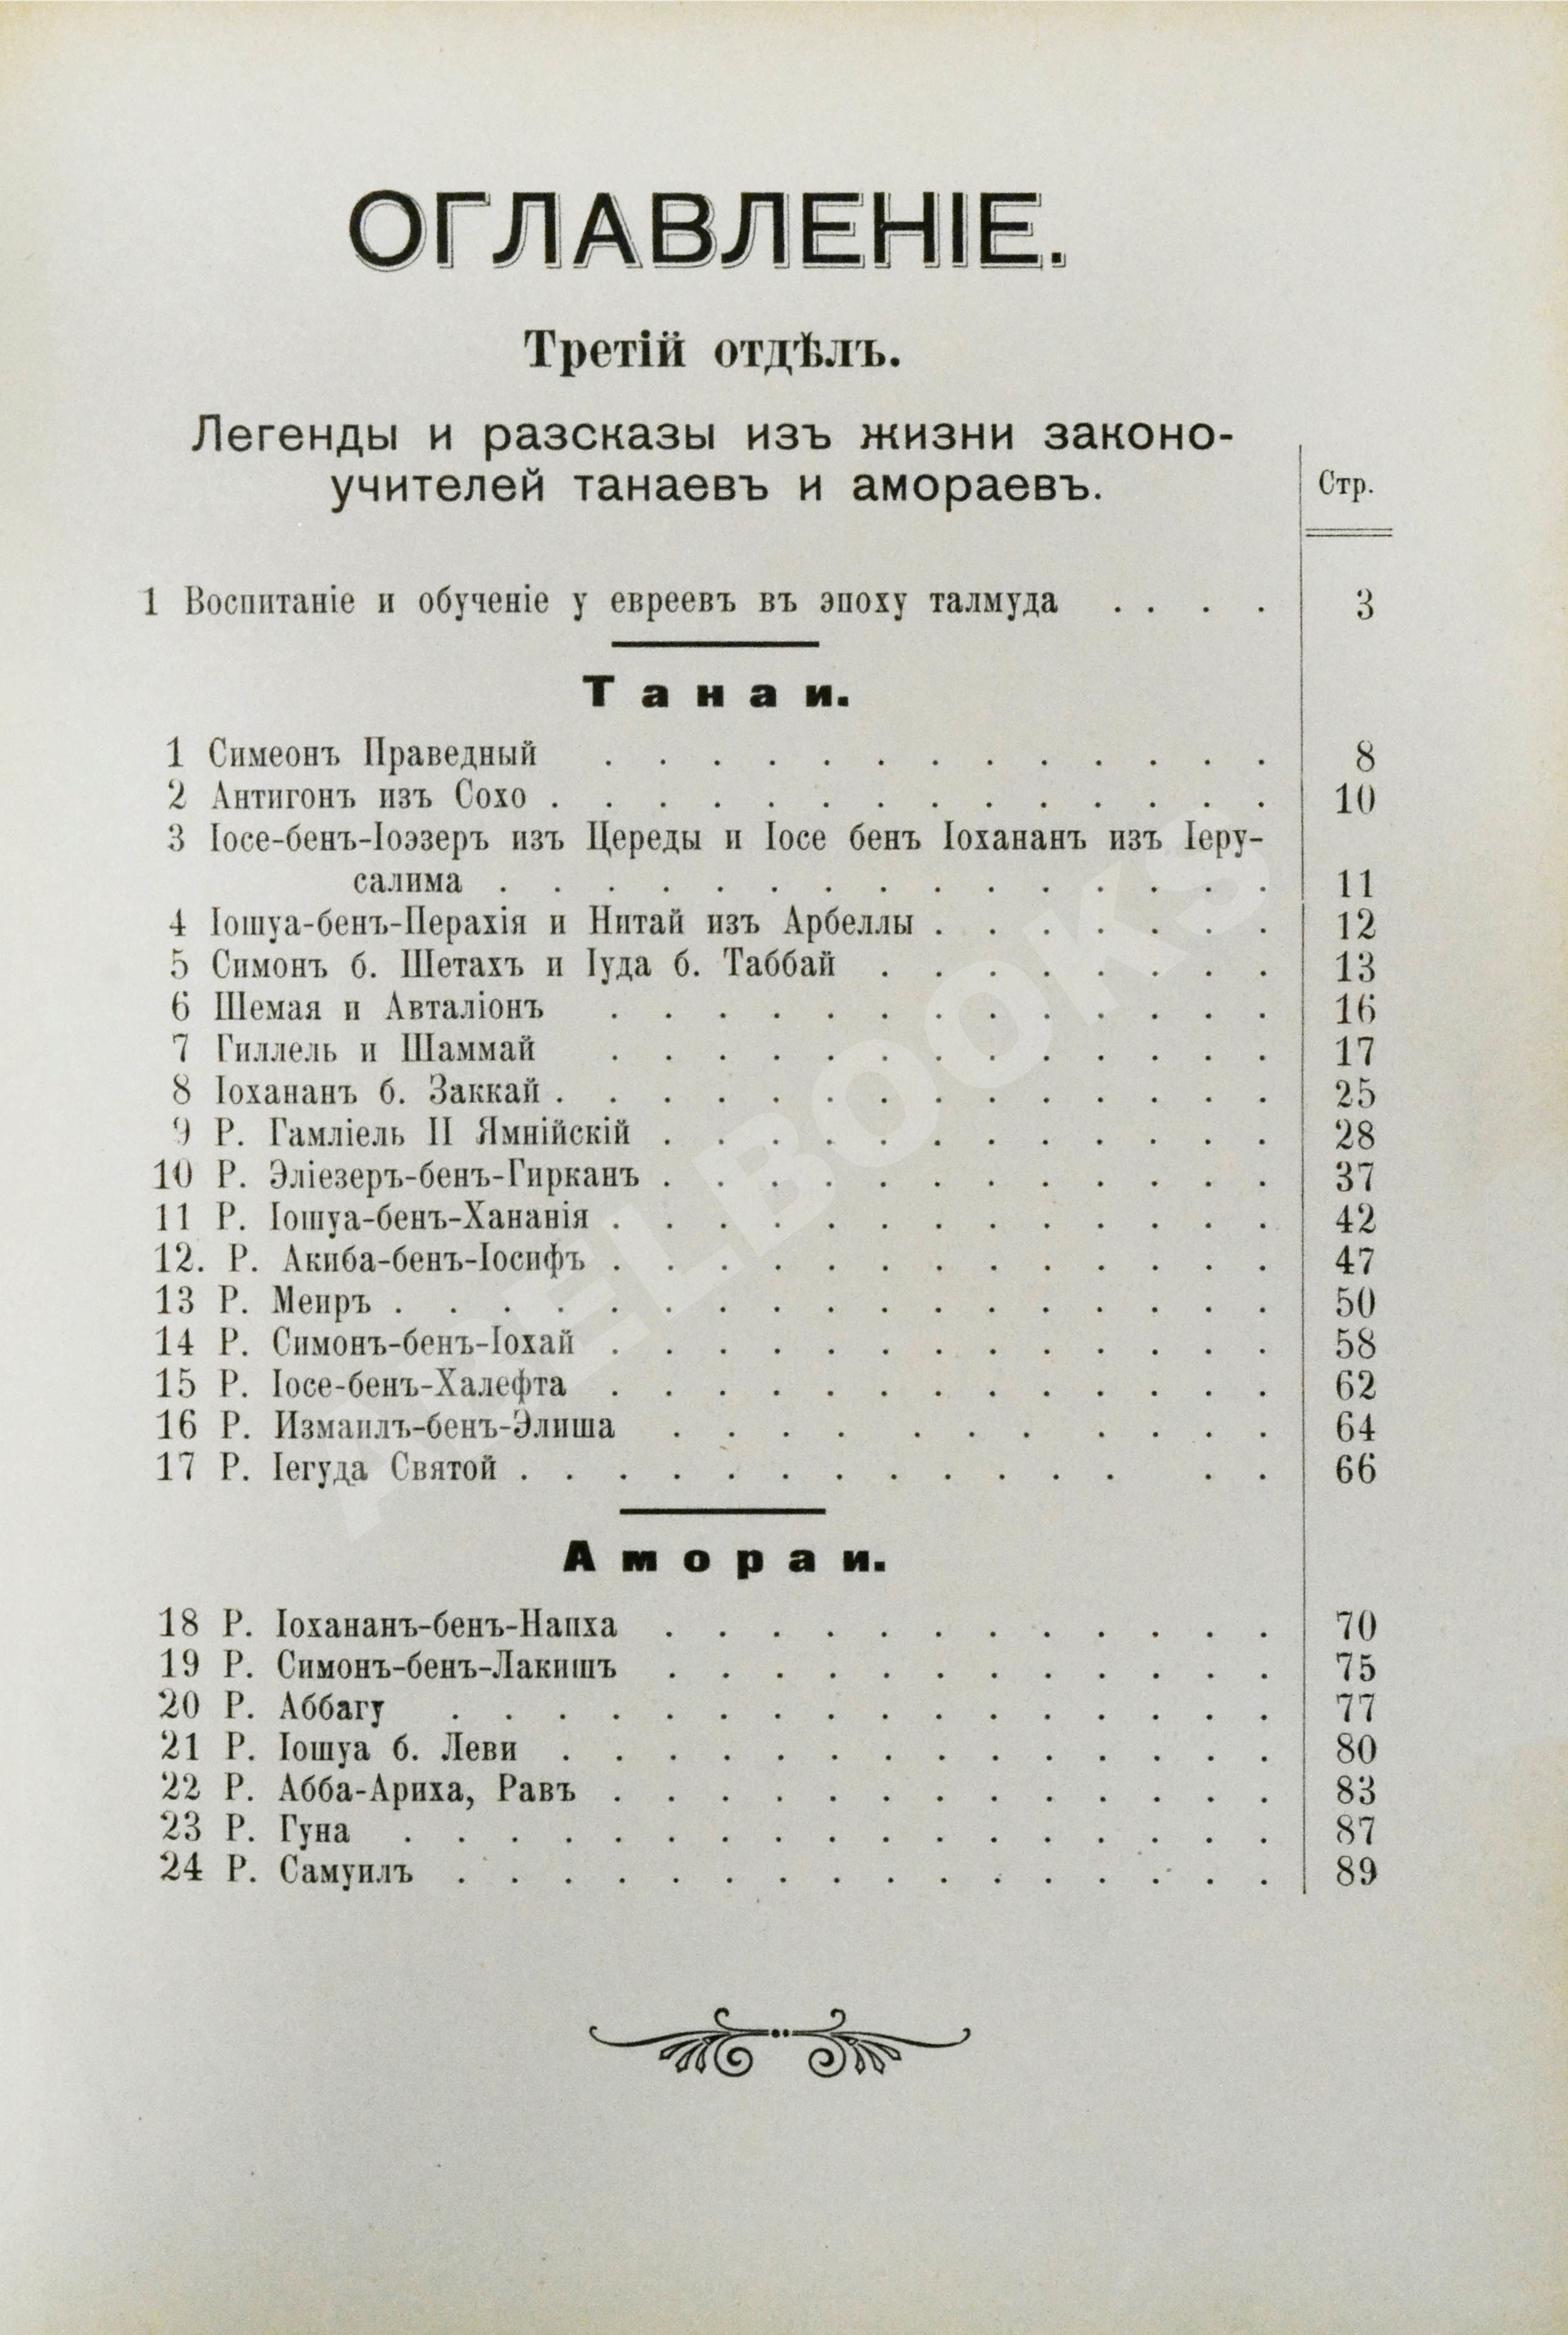 ОГЛАВЛЕНІЕ.
Третій отдѣлъ.
Легенды и разсказы изъ жизни законо-
учителей танаевъ и амораевъ.
Стр.
1 Воспитаніе и обученіе у евреевъ въ эпоху талмуда . . . . 3
Танаи.
1 Симеонъ Праведный . . . . . . . . . . . . . 8
2 Антигонъ изъ Сохо . . . . . . . . . . . . . . 10
3 Іосе-бенъ-Іоэзеръ изъ Цереды и Іосе бенъ Іохананъ изъ Іеру-
салима . . . . . . . . . . . . . . . 11
4 Іошуа-бенъ-Перахія и Нитай изъ Арбеллы . . . . . . . 12
5 Симонъ б. Шетахъ и Іуда б. Таббай . . . . . . . . 13
6 Шемая и Авталіонъ . . . . . . . . . . . . . 16
7 Гиллель и Шаммай . . . . . . . . . . . . . 17
8 Іохананъ б. Заккай . . . . . . . . . . . . . . 25
9 Р. Гамліель II Ямнійскій . . . . . . . . . . . . 28
10 Р. Эліезеръ-бенъ-Гирканъ . . . . . . . . . . . . 37
11 Р. Іошуа-бенъ-Хананія . . . . . . . . . . . . . 42
12. Р. Акиба-бенъ-Іосифъ . . . . . . . . . . . . . 47
13 Р. Меиръ . . . . . . . . . . . . . . . . . 50
14 Р. Симонъ-бенъ-Іохай . . . . . . . . . . . . . 58
15 Р. Іосе-бенъ-Халефта . . . . . . . . . . . . . 62
16 Р. Измаилъ-бенъ-Элиша . . . . . . . . . . . 64
17 Р. Іегуда Святой . . . . . . . . . . . . . . 66
Амораи.
18 Р. Іохананъ-бенъ-Напха . . . . . . . . . . . . 70
19 Р. Симонъ-бенъ-Лакишъ . . . . . . . . . . . . 75
20 Р. Аббагу . . . . . . . . . . . . . . . . 77
21 Р. Іошуа б. Леви . . . . . . . . . . . . . . 80
22 Р. Абба-Ариха, Равъ . . . . . . . . . . . . . 83
23 Р. Гуна . . . . . . . . . . . . . . . . . 87
24 Р. Самуилъ . . . . . . . . . . . . . . . . 89